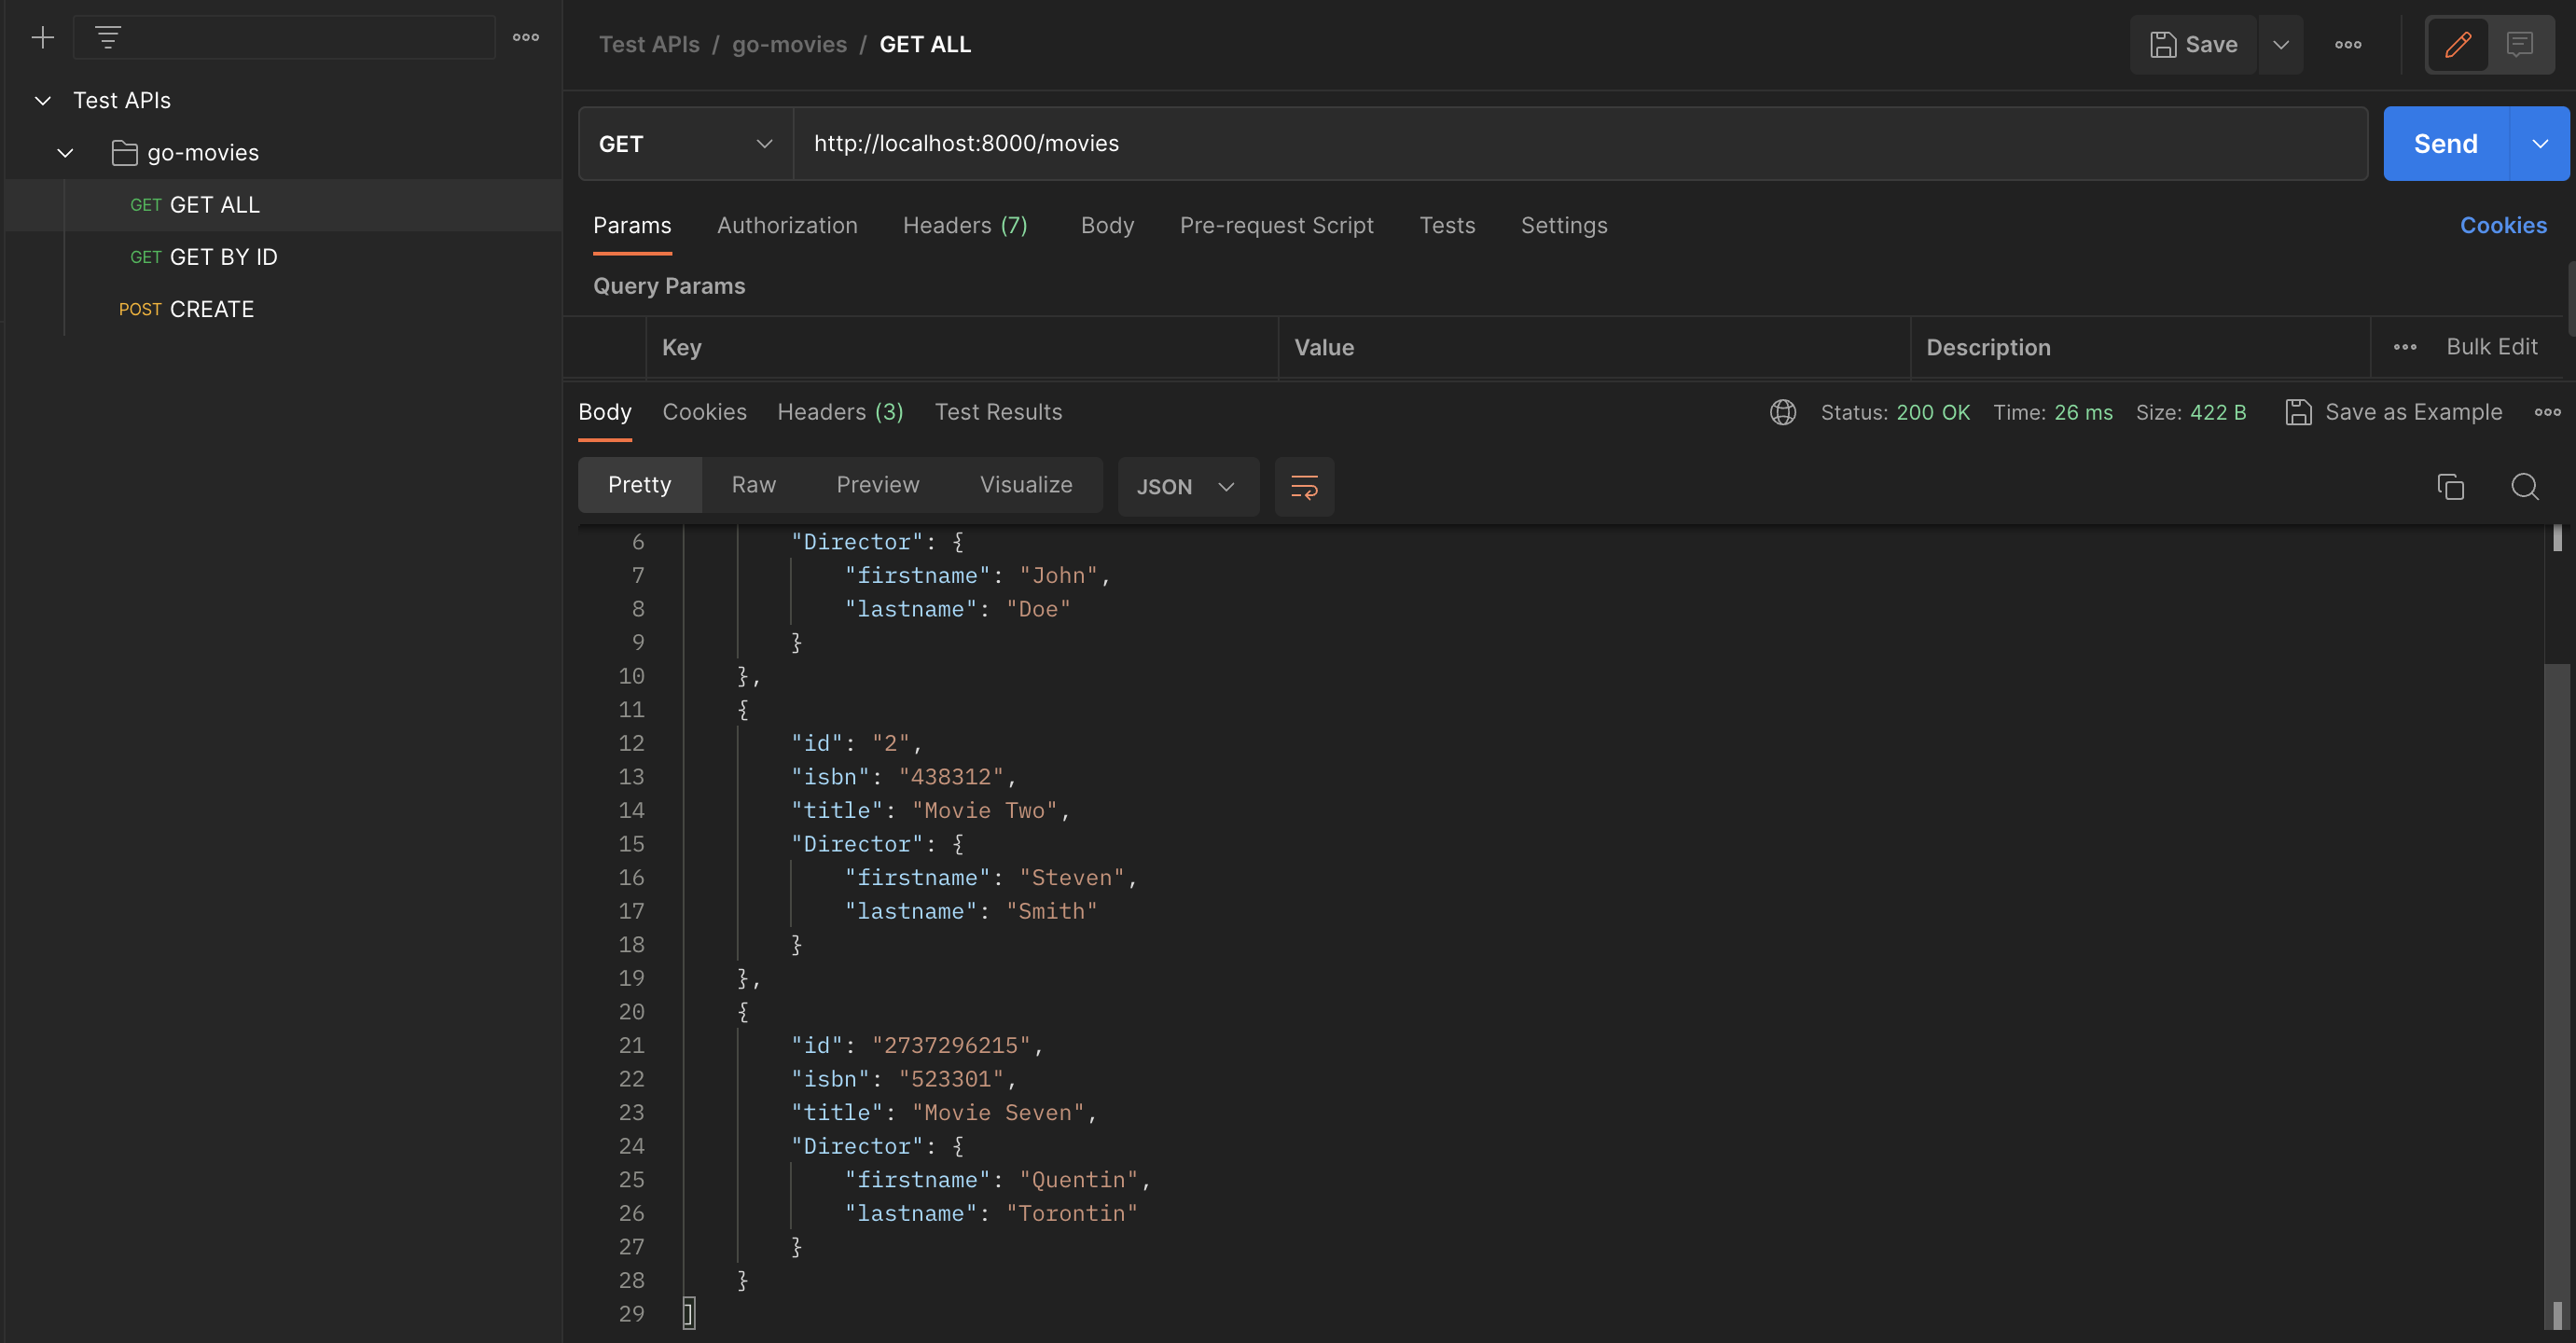 Test APIs
go-movies
GET GET ALL
GET GET BY ID
POST CREATE
Test APIs / go-movies / GET ALL
Save
GET http://localhost:8000/movies Send
Params Authorization Headers (7) Body Pre-request Script Tests Settings Cookies
Query Params
Key Value Description Bulk Edit
Body Cookies Headers (3) Test Results Status: 200 OK Time: 26 ms Size: 422 B Save as Example
Pretty Raw Preview Visualize JSON
6 "Director": {
7 "firstname": "John",
8 "lastname": "Doe"
9 }
10 },
11 {
12 "id": "2",
13 "isbn": "438312",
14 "title": "Movie Two",
15 "Director": {
16 "firstname": "Steven",
17 "lastname": "Smith"
18 }
19 },
20 {
21 "id": "2737296215",
22 "isbn": "523301",
23 "title": "Movie Seven",
24 "Director": {
25 "firstname": "Quentin",
26 "lastname": "Torontin"
27 }
28 }
29 ]